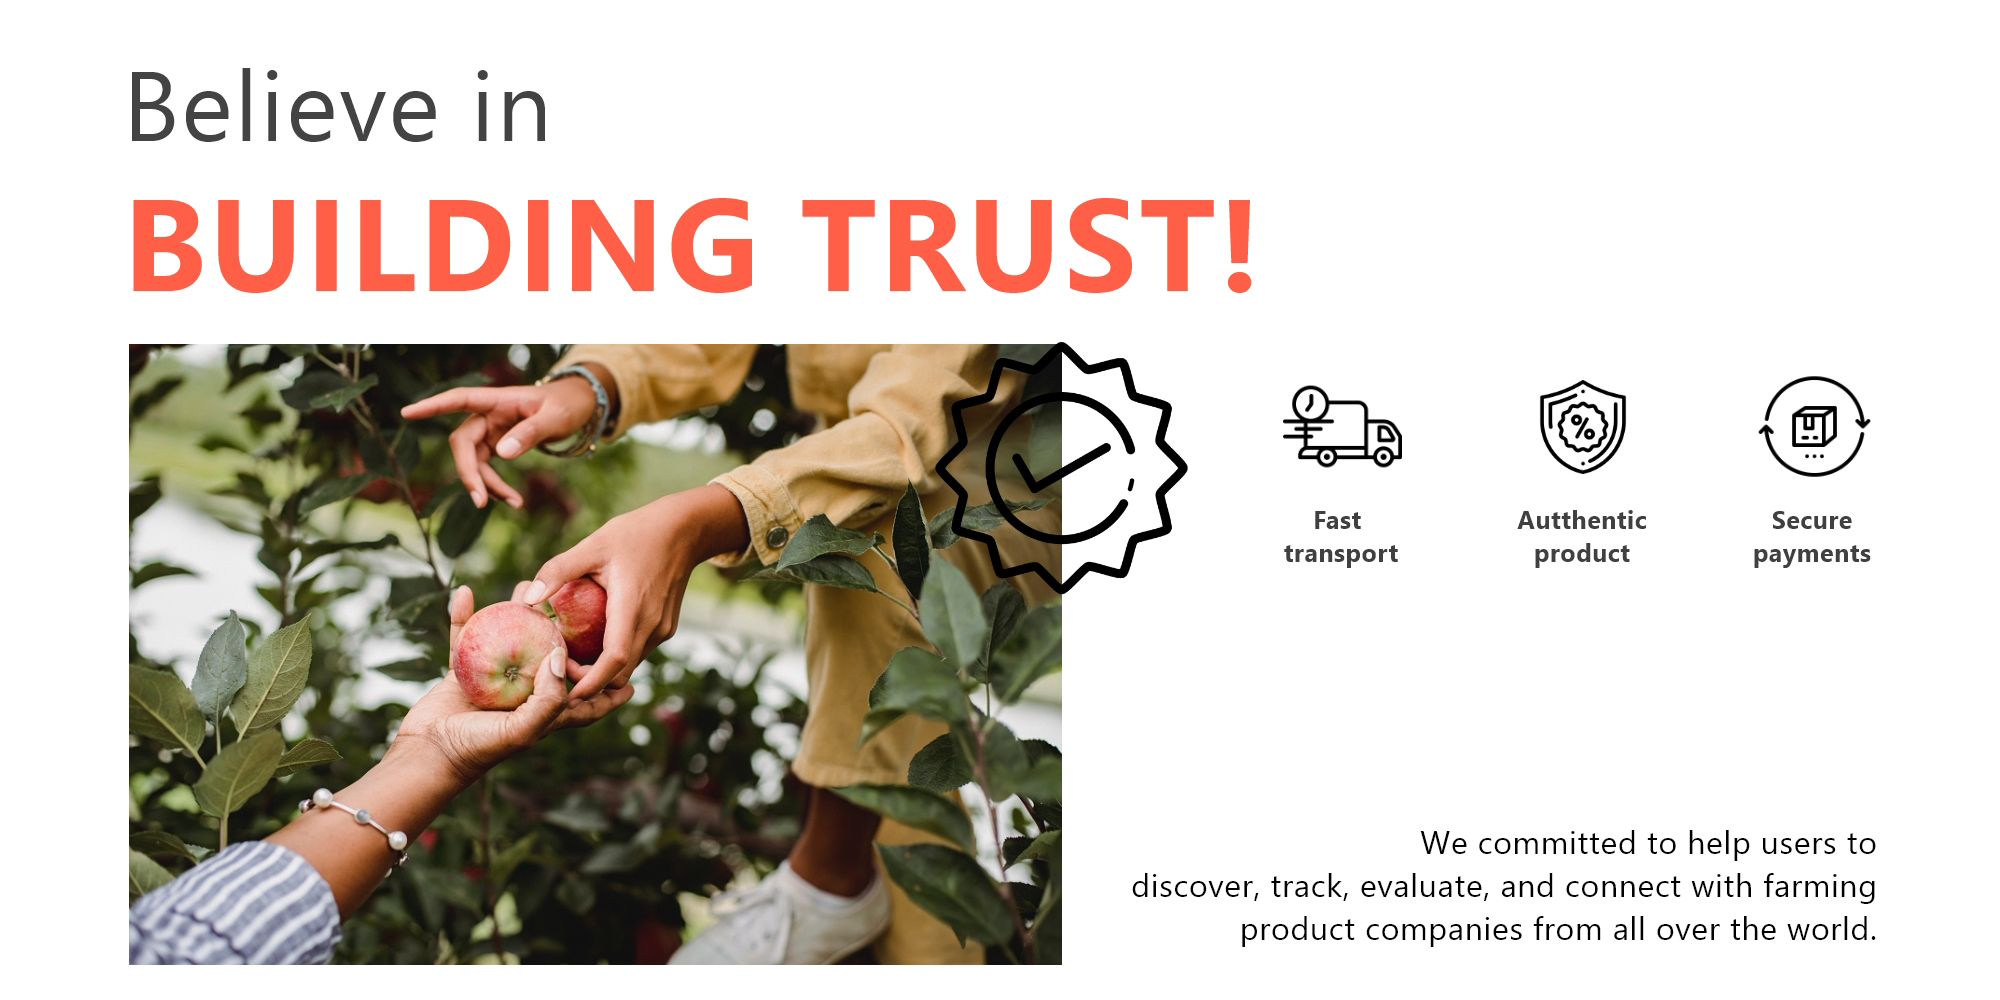 Believe in
BUILDING TRUST!
Fast
transport
Autthentic
product
Secure
payments
We committed to help users to
discover, track, evaluate, and connect with farming
product companies from all over the world.